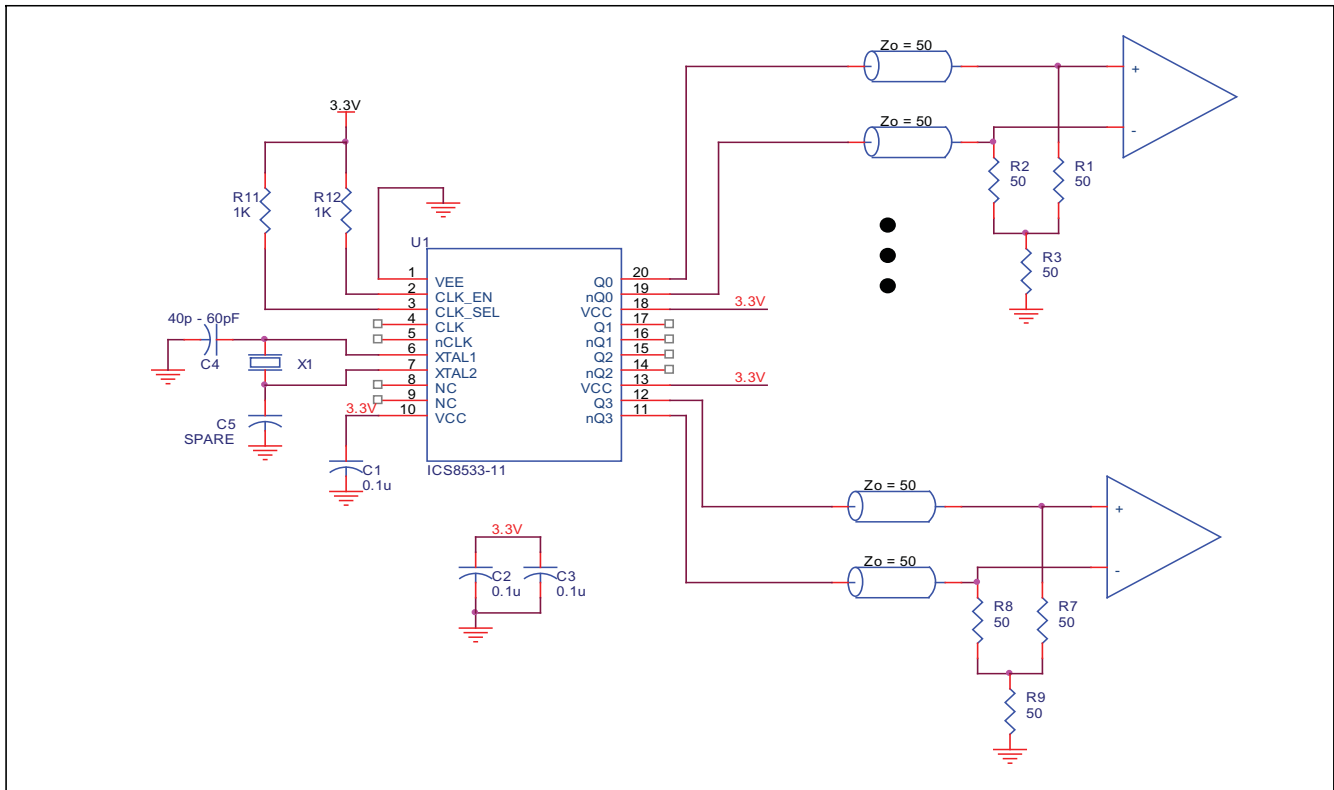 Zo = 50
+
3.3V
Zo = 50
-
R2
50
R1
50
R11
1K
R12
1K
U1
R3
50
1
2
3
4
5
6
7
8
9
10
VEE
CLK_EN
CLK_SEL
CLK
nCLK
XTAL1
XTAL2
NC
NC
VCC
Q0
nQ0
VCC
Q1
nQ1
Q2
nQ2
VCC
Q3
nQ3
20
19
18
17
16
15
14
13
12
11
3.3V
3.3V
40p - 60pF
C4
X1
3.3V
C5
SPARE
C1
0.1u
ICS8533-11
Zo = 50
+
3.3V
Zo = 50
-
C2
0.1u
C3
0.1u
R8
50
R7
50
R9
50